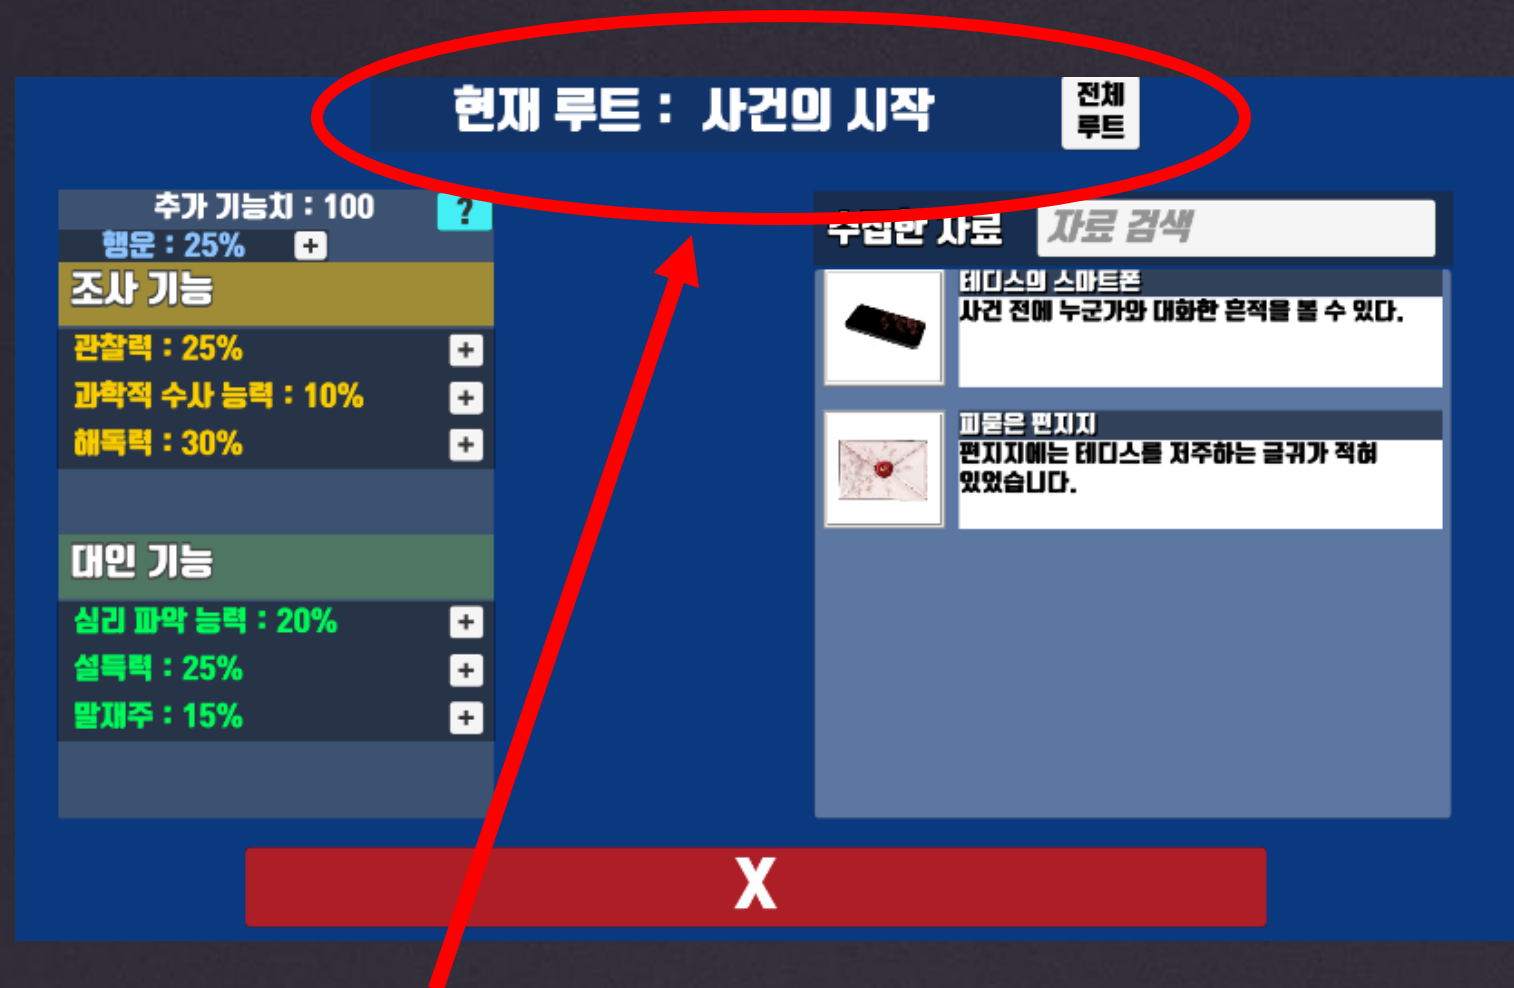 현재 루트 : 사건의 시작
전체
루트
추가 기능치 : 100
?
행운 : 25% +
조사 기능
관찰력 : 25% +
과학적 수사 능력 : 10% +
해독력 : 30% +
대인 기능
심리 파악 능력 : 20% +
설득력 : 25% +
말재주 : 15% +
수집한 자료
자료 검색
테디스의 스마트폰
사건 전에 누군가와 대화한 흔적을 볼 수 있다.
피묻은 편지지
편지지에는 테디스를 저주하는 글귀가 적혀
있었습니다.
X